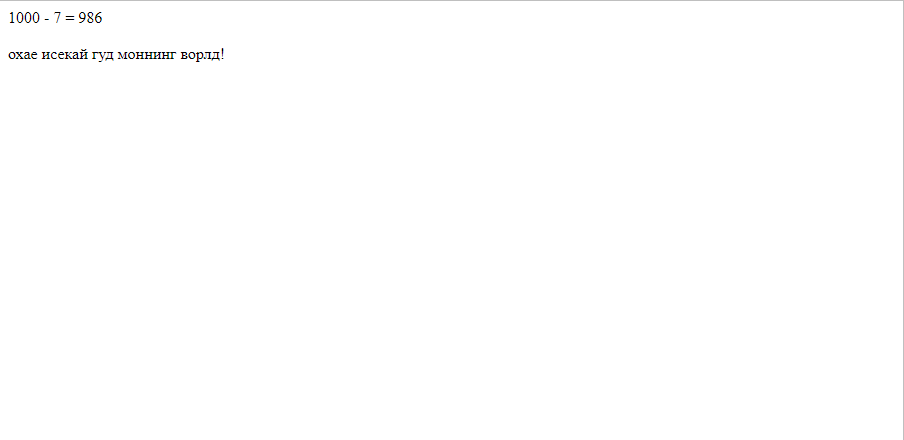 1000 - 7 = 986
охае исекай гуд моннинг ворлд!